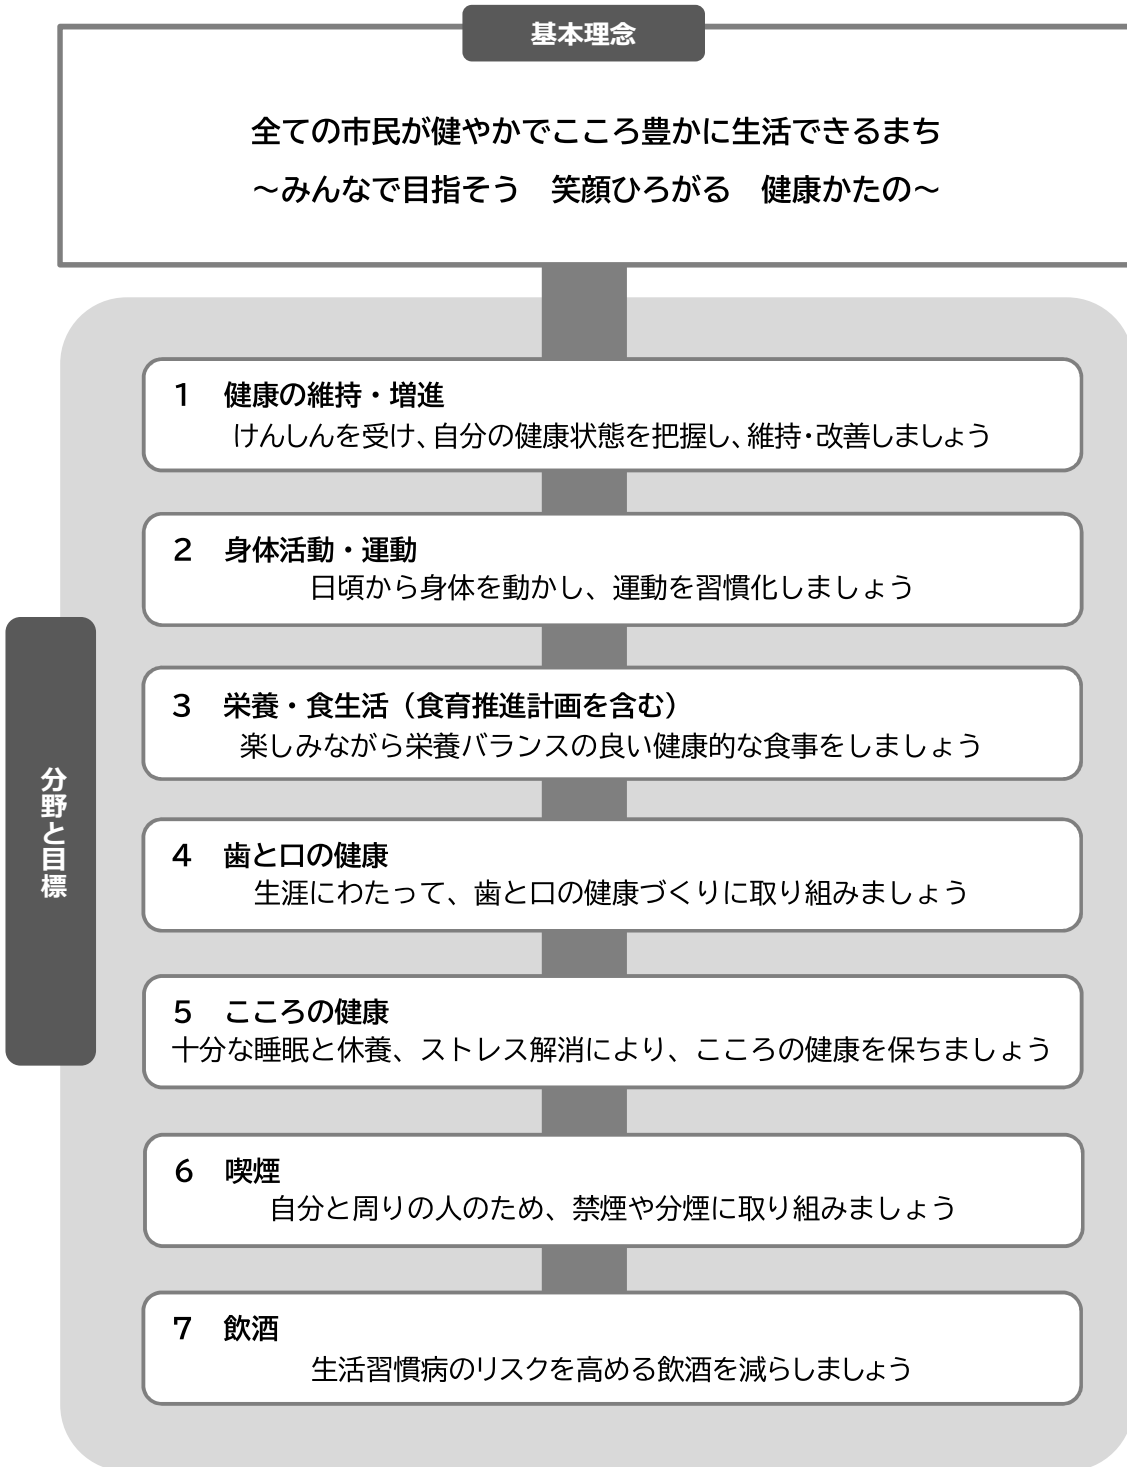 基本理念
全ての市民が健やかでこころ豊かに生活できるまち
～みんなで目指そう　笑顔ひろがる　健康かたの～
分野と目標
1　健康の維持・増進
けんしんを受け、自分の健康状態を把握し、維持・改善しましょう
2　身体活動・運動
日頃から身体を動かし、運動を習慣化しましょう
3　栄養・食生活（食育推進計画を含む）
楽しみながら栄養バランスの良い健康的な食事をしましょう
4　歯と口の健康
生涯にわたって、歯と口の健康づくりに取り組みましょう
5　こころの健康
十分な睡眠と休養、ストレス解消により、こころの健康を保ちましょう
6　喫煙
自分と周りの人のため、禁煙や分煙に取り組みましょう
7　飲酒
生活習慣病のリスクを高める飲酒を減らしましょう